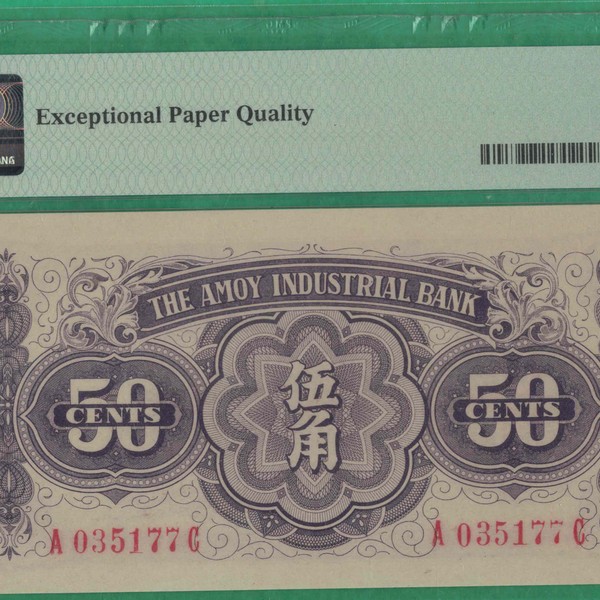 Exceptional Paper Quality
THE AMOY INDUSTRIAL BANK
50
CENTS
伍角
50
CENTS
A 035177 C
A 035177 C